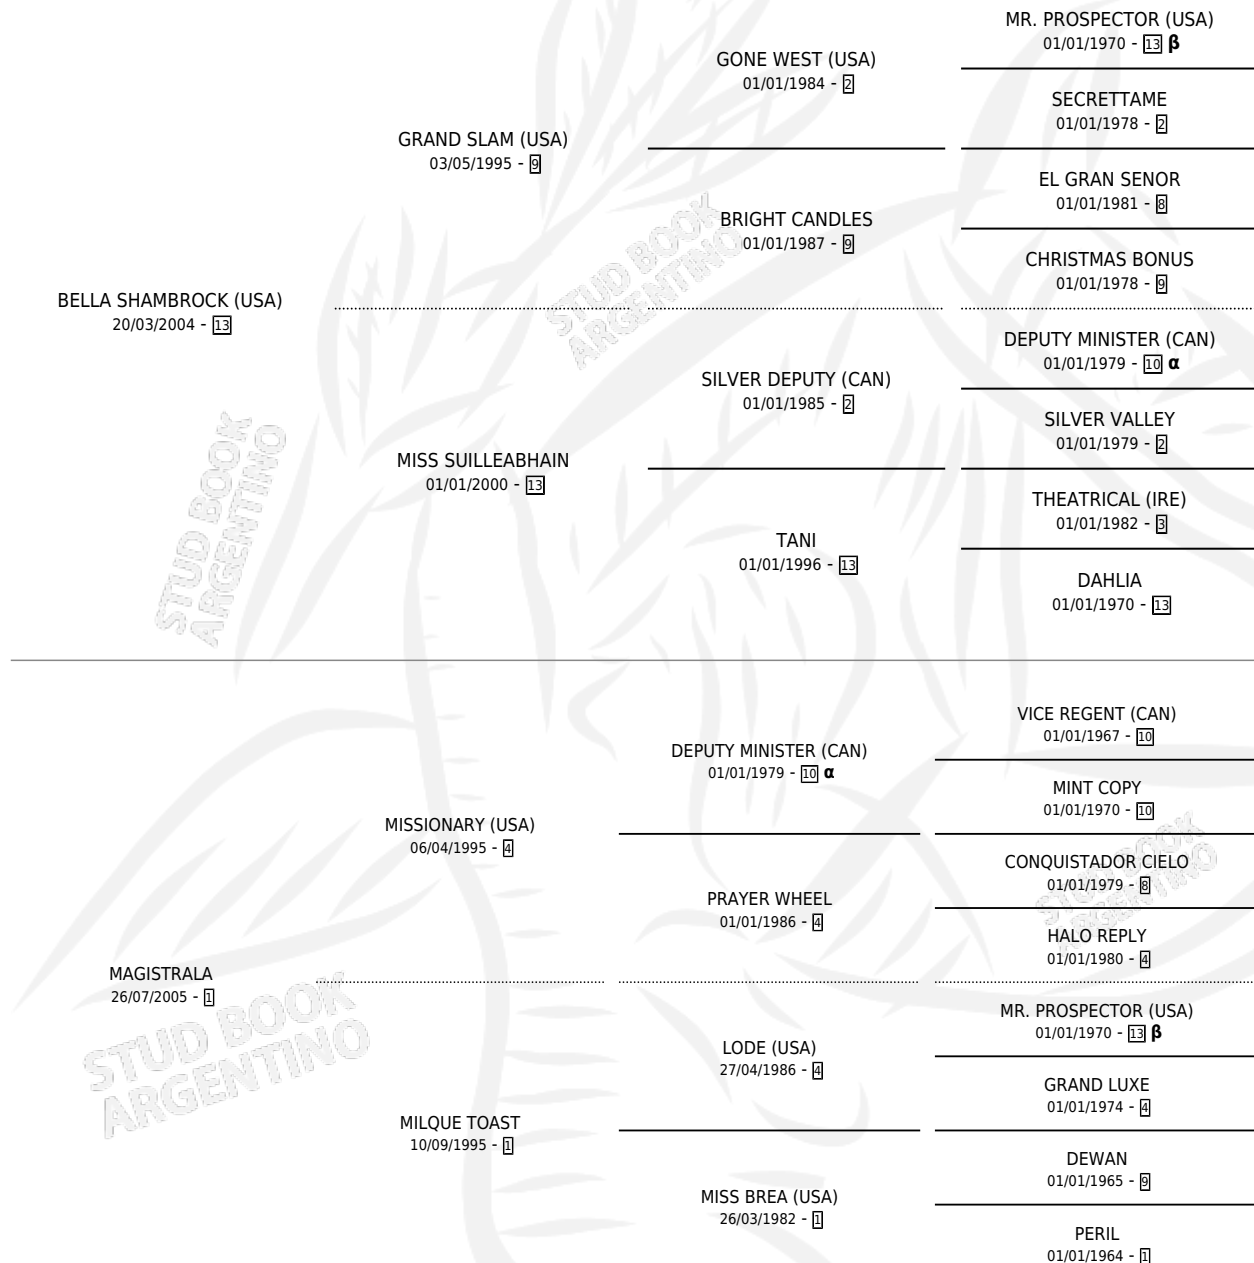 MR. PROSPECTOR (USA)
01/01/1970 - 13 β
GONE WEST (USA)
01/01/1984 - 2
SECRETTAME
01/01/1978 - 2
GRAND SLAM (USA)
03/05/1995 - 9
EL GRAN SENOR
01/01/1981 - 8
BRIGHT CANDLES
01/01/1987 - 9
CHRISTMAS BONUS
01/01/1978 - 9
BELLA SHAMBROCK (USA)
20/03/2004 - 13
DEPUTY MINISTER (CAN)
01/01/1979 - 10 α
SILVER DEPUTY (CAN)
01/01/1985 - 2
SILVER VALLEY
01/01/1979 - 2
MISS SUILLEABHAIN
01/01/2000 - 13
THEATRICAL (IRE)
01/01/1982 - 3
TANI
01/01/1996 - 13
DAHLIA
01/01/1970 - 13
VICE REGENT (CAN)
01/01/1967 - 10
DEPUTY MINISTER (CAN)
01/01/1979 - 10 α
MINT COPY
01/01/1970 - 10
MISSIONARY (USA)
06/04/1995 - 4
CONQUISTADOR CIELO
01/01/1979 - 8
PRAYER WHEEL
01/01/1986 - 4
HALO REPLY
01/01/1980 - 4
MAGISTRALA
26/07/2005 - 1
MR. PROSPECTOR (USA)
01/01/1970 - 13 β
LODE (USA)
27/04/1986 - 4
GRAND LUXE
01/01/1974 - 4
MILQUE TOAST
10/09/1995 - 1
DEWAN
01/01/1965 - 9
MISS BREA (USA)
26/03/1982 - 1
PERIL
01/01/1964 - 1
STUD BOOK
ARGENTINO
STUD BOOK
ARGENTINO
STUD BOOK
ARGENTINO
STUD BOOK
ARGENTINO